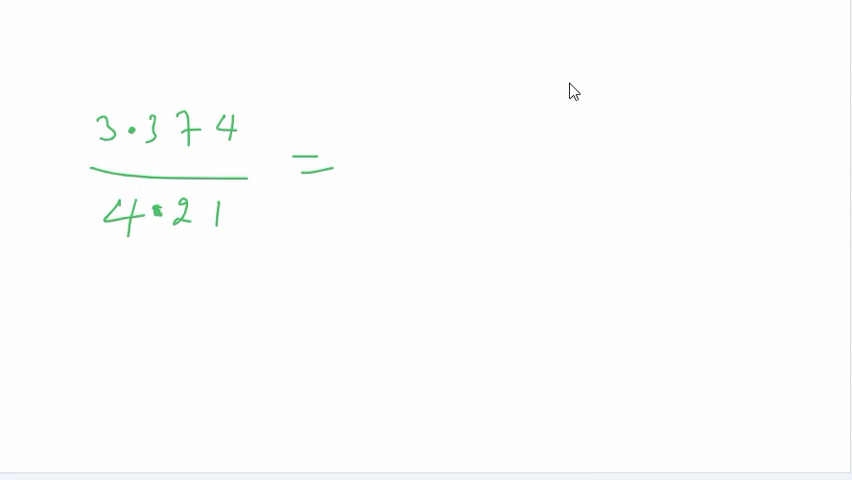 3.374
4.21
=